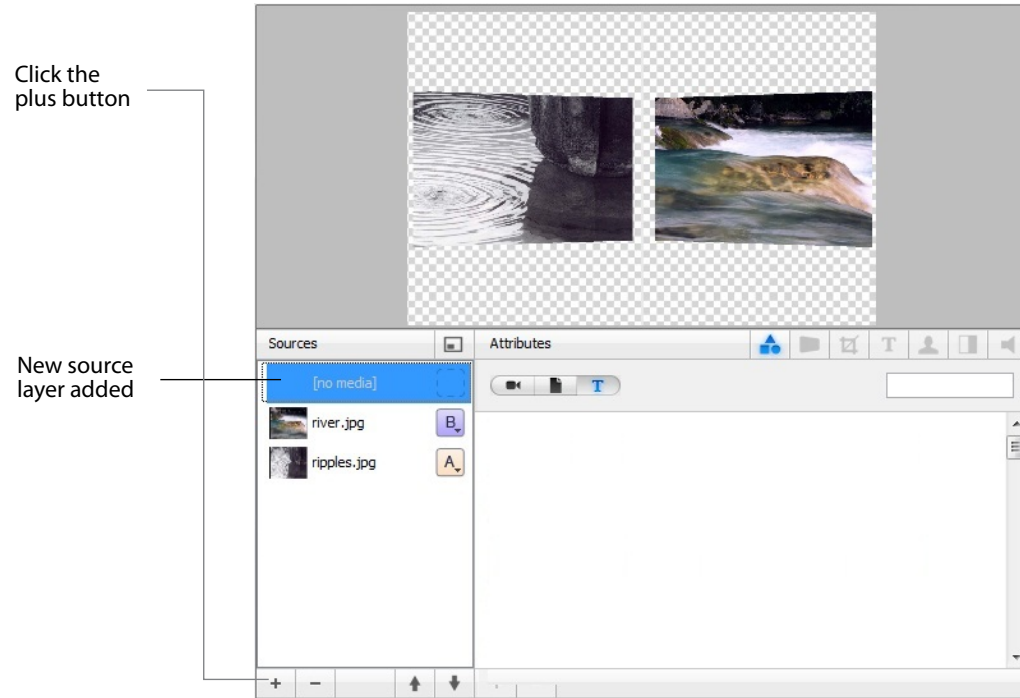 Click the
plus button
Sources
Attributes
T
New source
layer added
[no media]
T
river.jpg
B
ripples.jpg
A